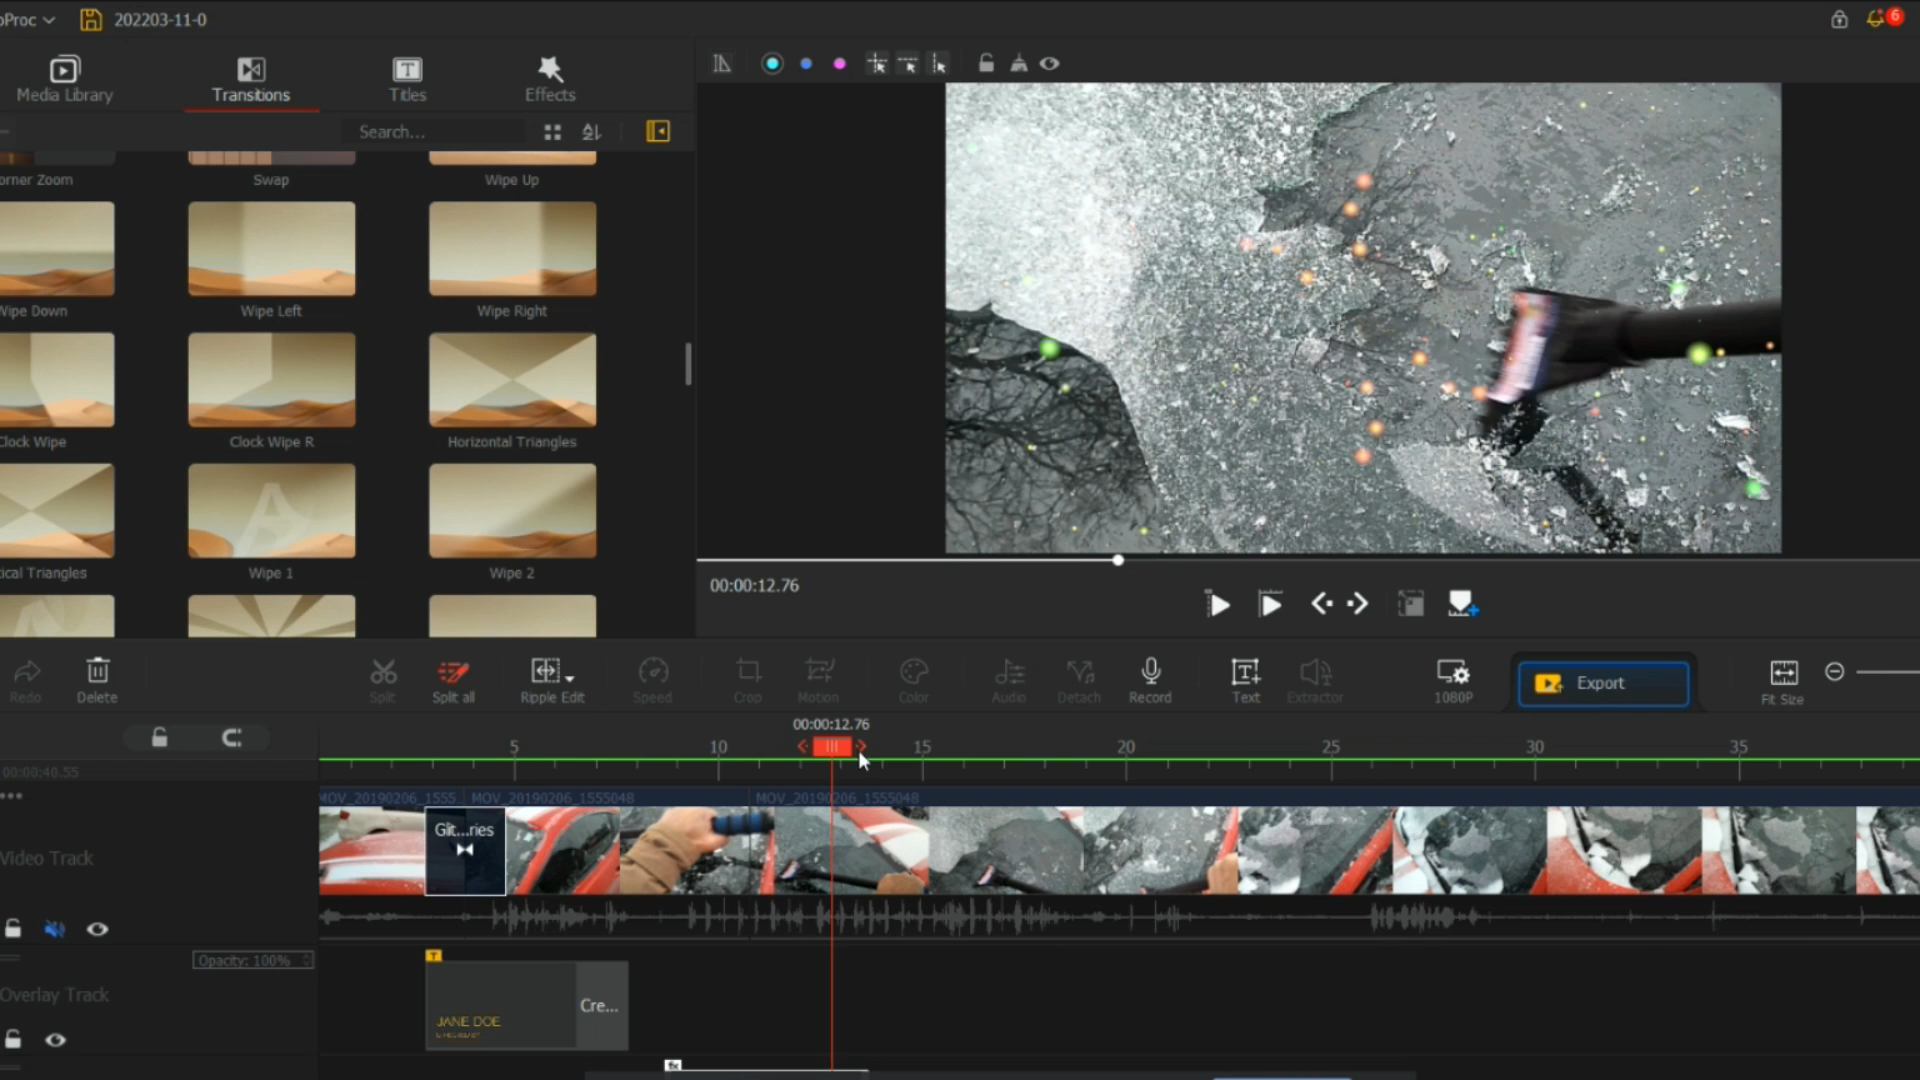 oProc
202203-11-0
6
Media Library
Transitions
Titles
Effects
Search...
orner Zoom
Swap
Wipe Up
Wipe Down
Wipe Left
Wipe Right
Clock Wipe
Clock Wipe R
Horizontal Triangles
ical Triangles
Wipe 1
Wipe 2
00:00:12.76
Redo
Delete
Split
Split all
Ripple Edit
Speed
Crop
Motion
Color
Audio
Detach
Record
Text
Extractor
1080P
Export
Fit Size
00:00:12.76
5
10
15
20
25
30
35
00:00:46.55
MOV_20190206_1555
MOV_20190206_1555048
MOV_20190206_1555048
Video Track
Glit...ries
Opacity: 100%
Overlay Track
T
Cre...
JANE DOE
fx